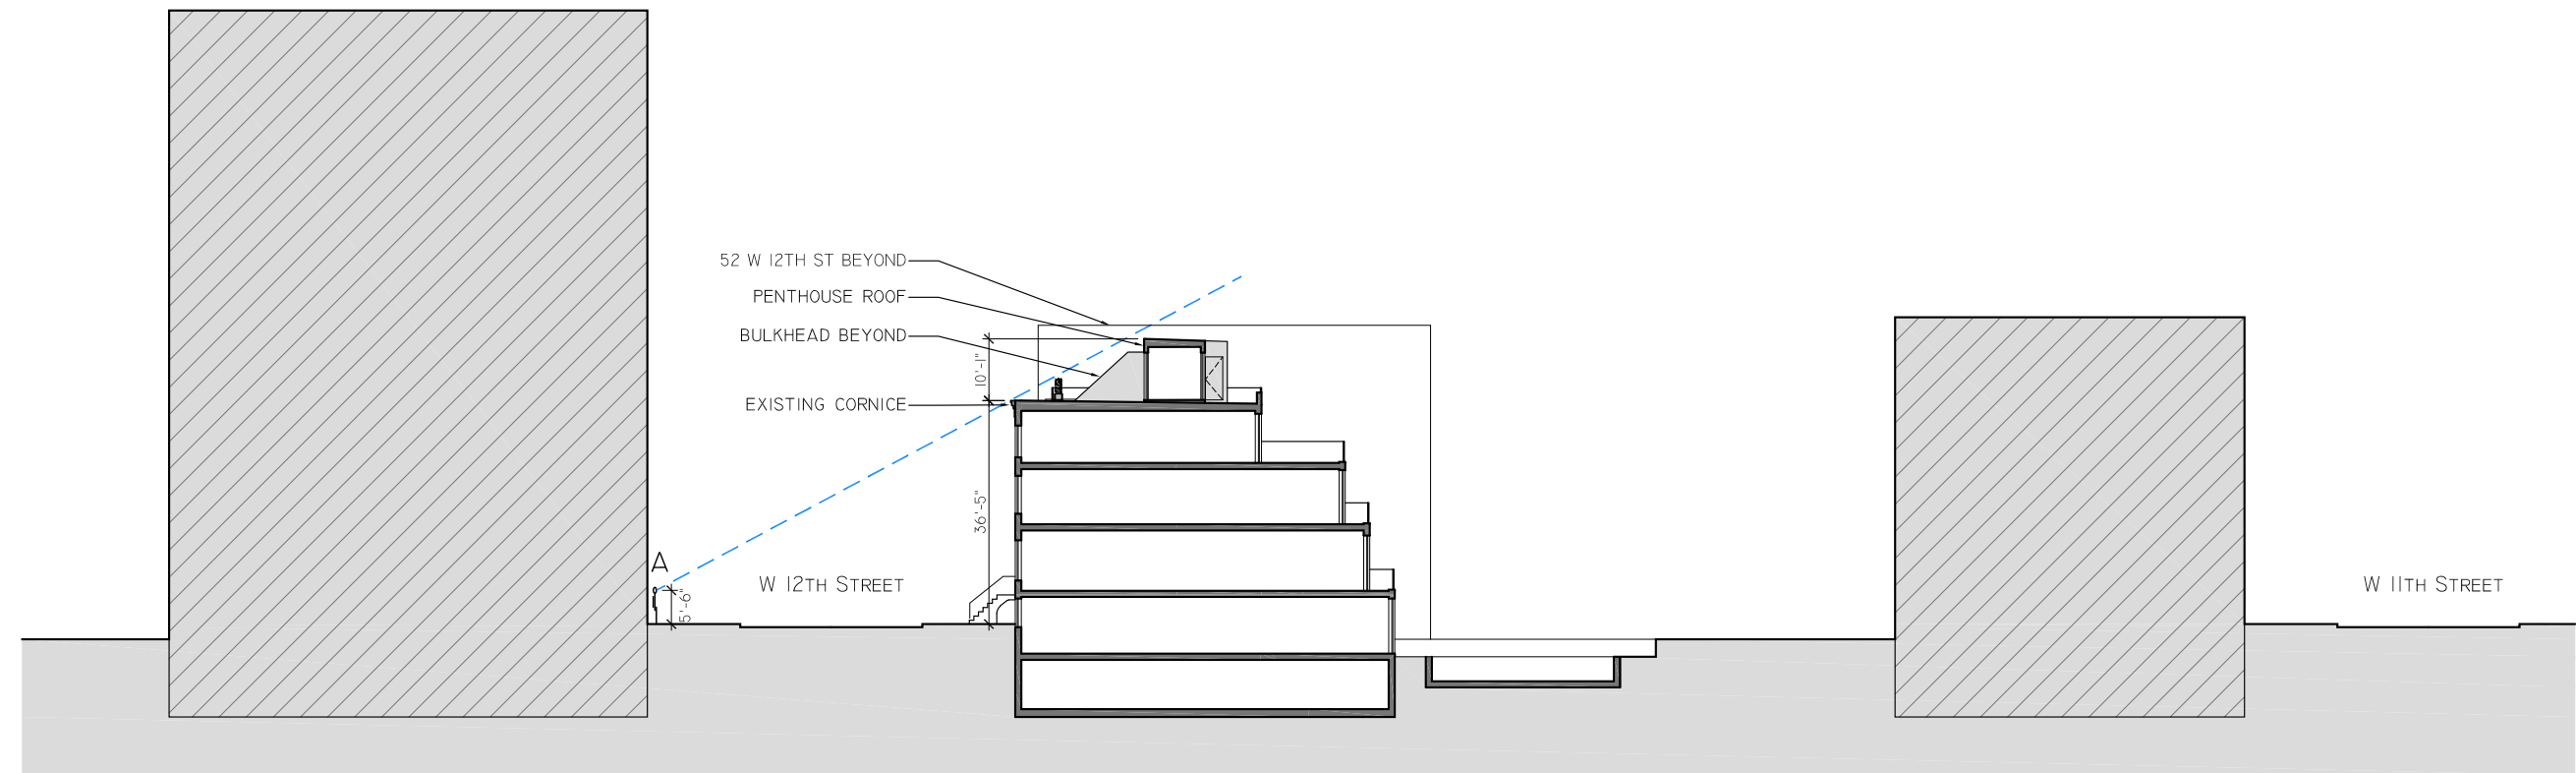 52 W 12TH ST BEYOND
PENTHOUSE ROOF
BULKHEAD BEYOND
10'-1"
EXISTING CORNICE
36'-5"
A
5'-6"
W 12TH STREET
W 11TH STREET